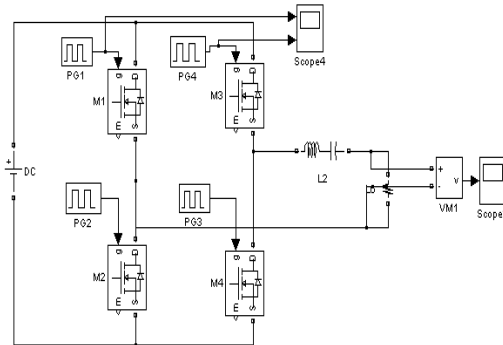 PG1
PG4
Scope4
g
D
M1
E
S
g
D
M3
E
S
+
DC
L2
+
-
v
VM1
Scope
PG2
PG3
g
D
M2
E
S
g
D
M4
E
S